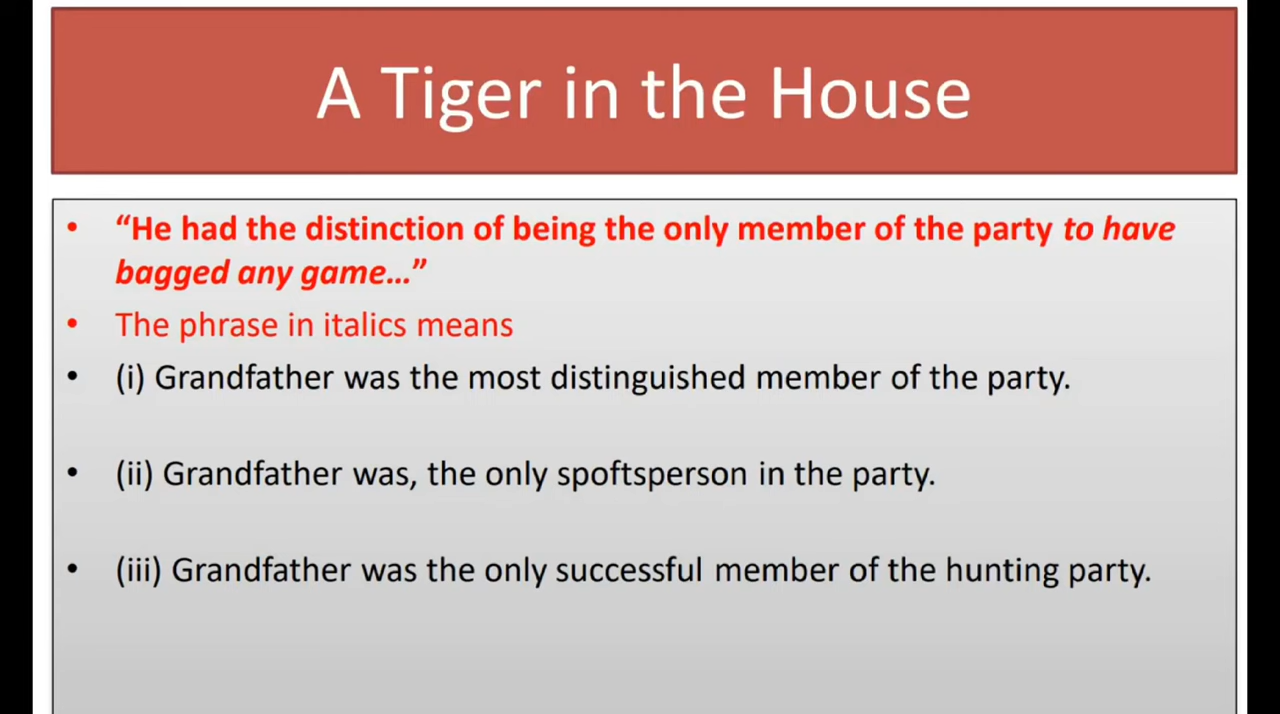 A Tiger in the House
• “He had the distinction of being the only member of the party to have
bagged any game…”
• The phrase in italics means
• (i) Grandfather was the most distinguished member of the party.
• (ii) Grandfather was, the only spoftsperson in the party.
• (iii) Grandfather was the only successful member of the hunting party.